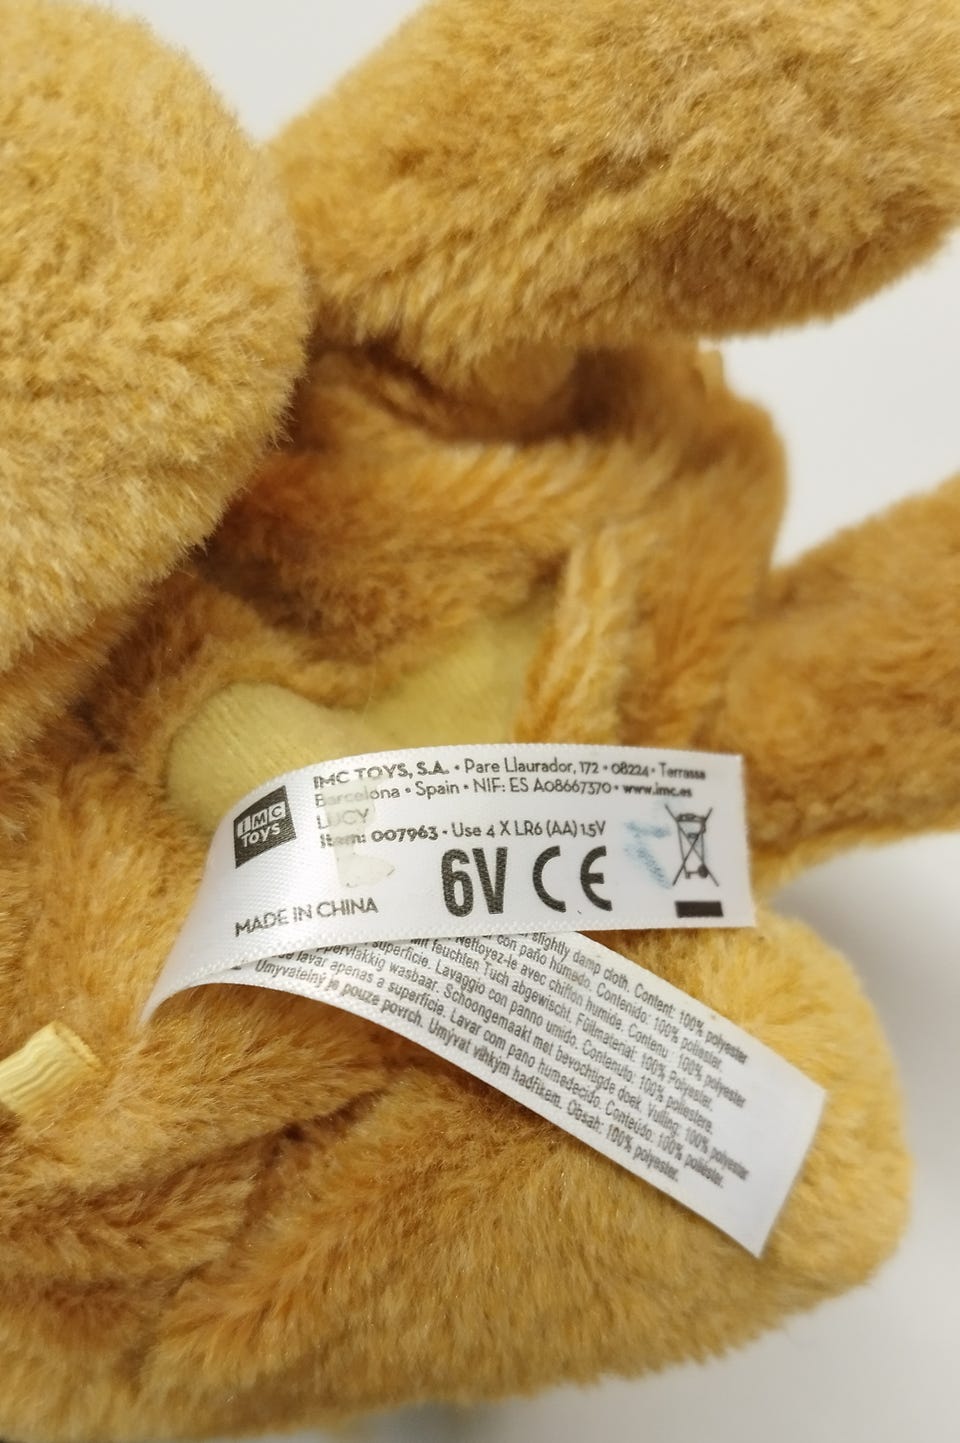 IMC
TOYS
IMC TOYS, S.A. • Pare Llaurador, 172 • 08224 • Terrassa
Barcelona • Spain • NIF: ES A08667370 • www.imc.es
LUCY
Item: 007963 • Use 4 X LR6 (AA) 1.5V
6V CE
MADE IN CHINA
slightly damp cloth. Content: 100% polyester
con paño húmedo. Contenido: 100% poliéster.
Nettoyez-le avec chiffon humide. Contenu : 100% polyester
mit feuchten Tuch abgewischt. Füllmaterial: 100% Polyester.
superficie. Lavaggio con panno umido. Contenuto: 100% poliestere.
wasbaar. Schoongemaakt met bevochtigde doek. Vulling: 100% polyester
lavar apenas a superfície. Lavar com pano humedecido. Conteúdo: 100% poliéster.
Umyvatelný je pouze povrch. Umývat vlhkým hadříkem. Obsah: 100% polyester.